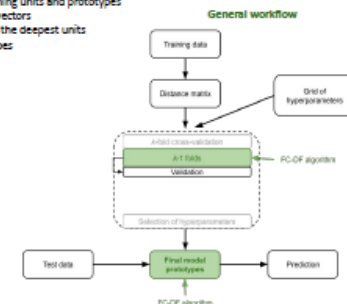 ning units and prototypes
ectors
the deepest units
pes
General workflow
Training data
Distance matrix
Grid of
hyperparameters
A-fold cross-validation
A-1 folds
Validation
FC-DF algorithm
Selection of hyperparameters
Test data
Final model
prototypes
Prediction
FC-DF algorithm